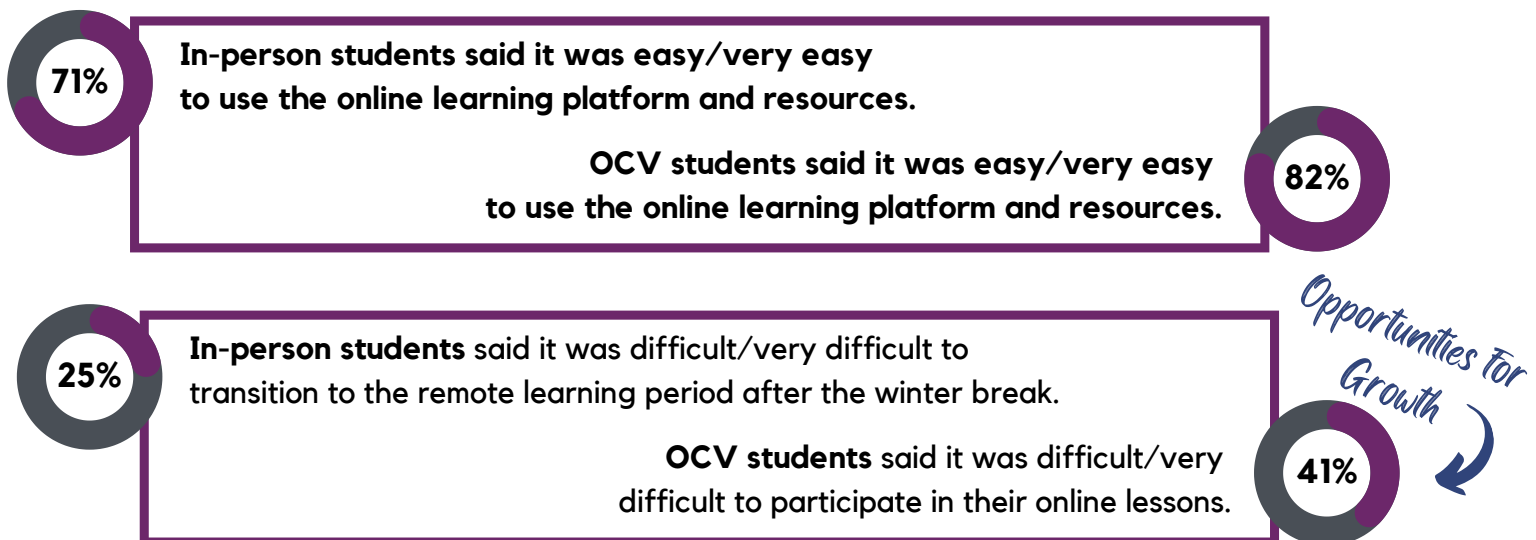 71%
In-person students said it was easy/very easy
to use the online learning platform and resources.
OCV students said it was easy/very easy
to use the online learning platform and resources.
82%
Opportunities for
Growth
25%
In-person students said it was difficult/very difficult to
transition to the remote learning period after the winter break.
OCV students said it was difficult/very
difficult to participate in their online lessons.
41%